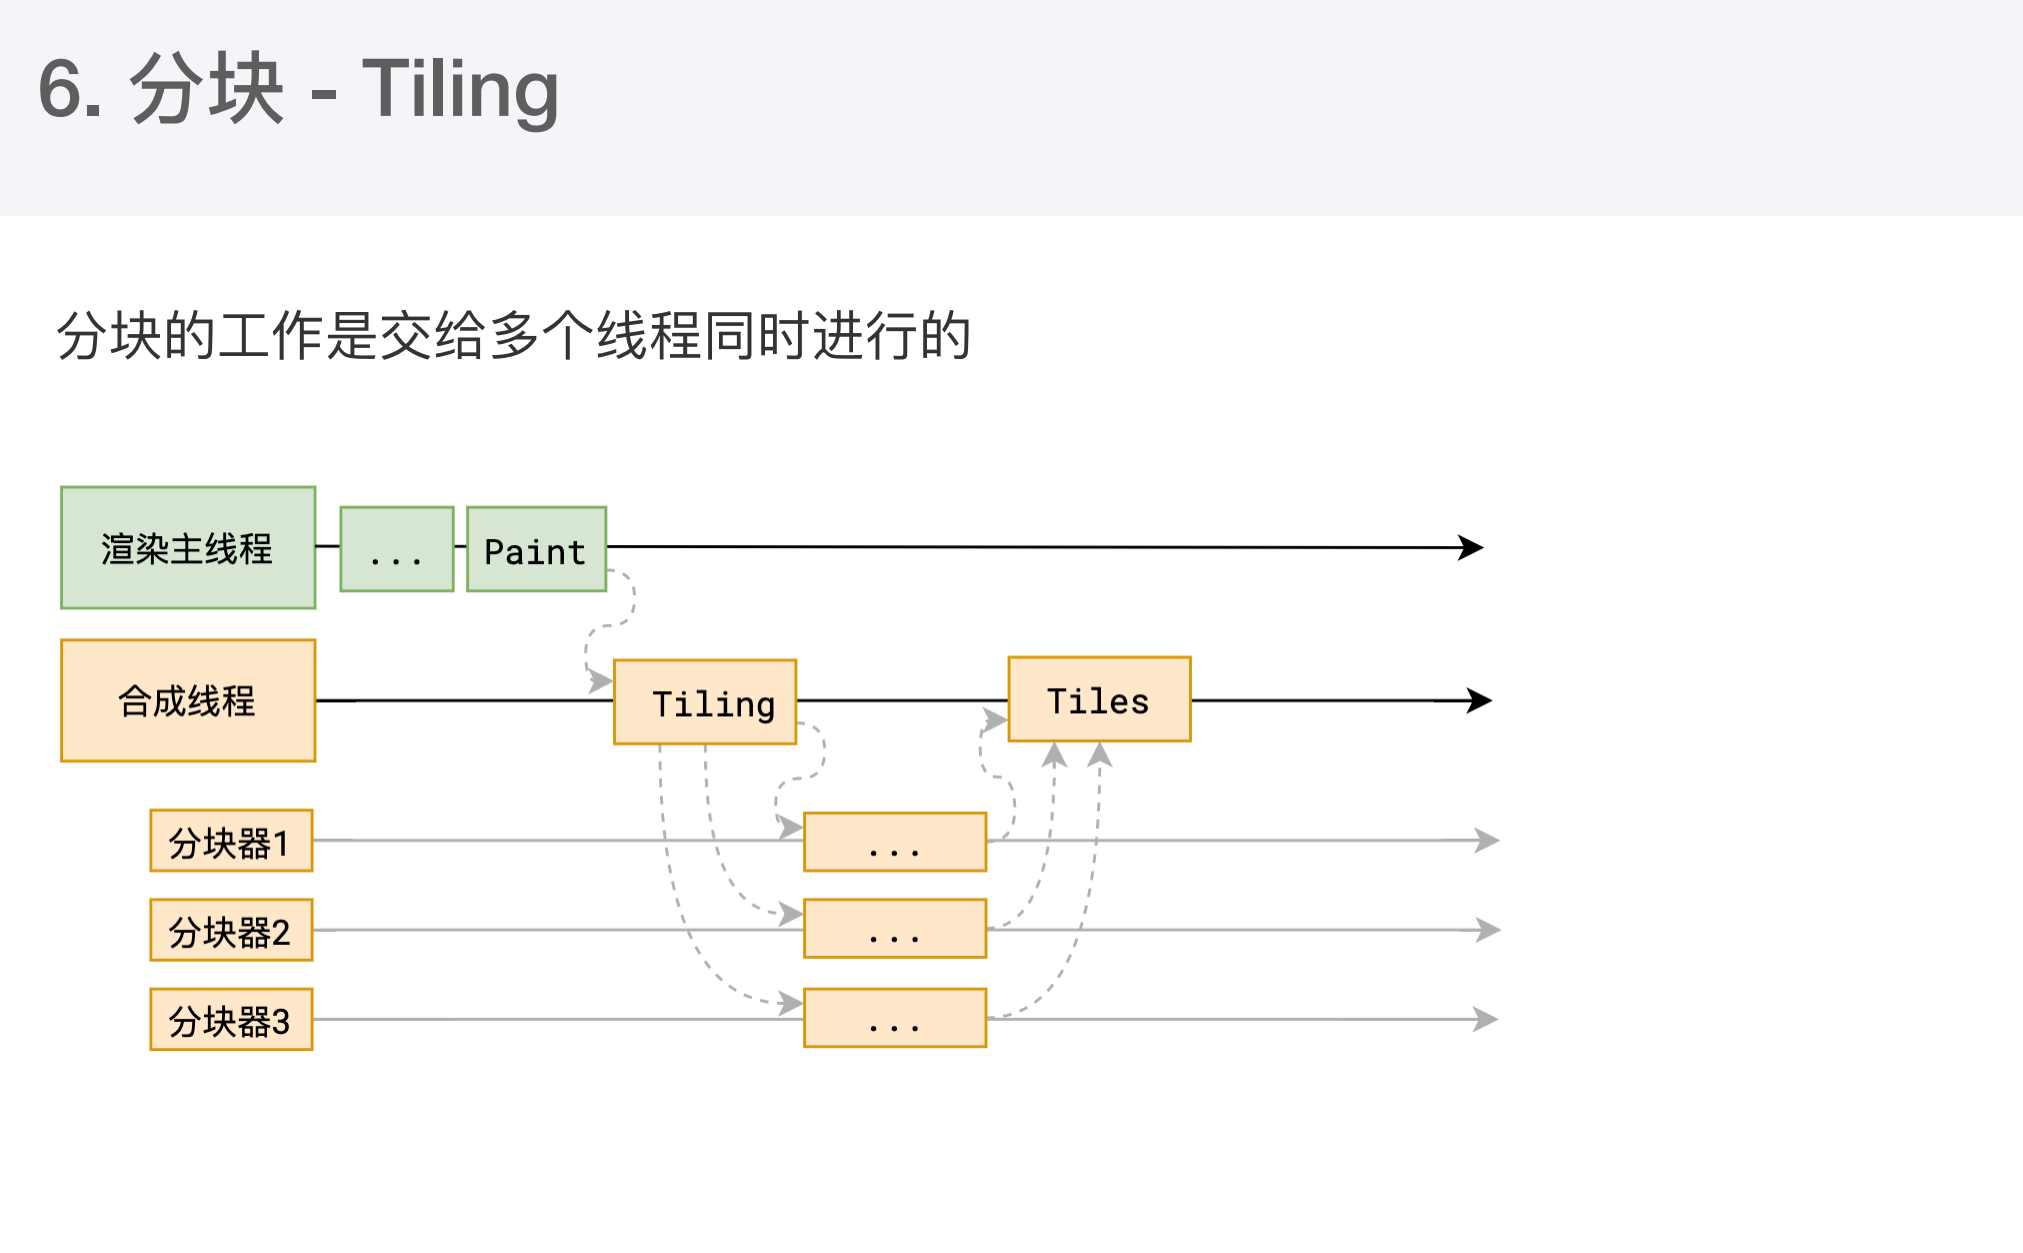 6. 分块 - Tiling
分块的工作是交给多个线程同时进行的
渲染主线程
...
Paint
合成线程
Tiling
Tiles
分块器1
...
分块器2
...
分块器3
...